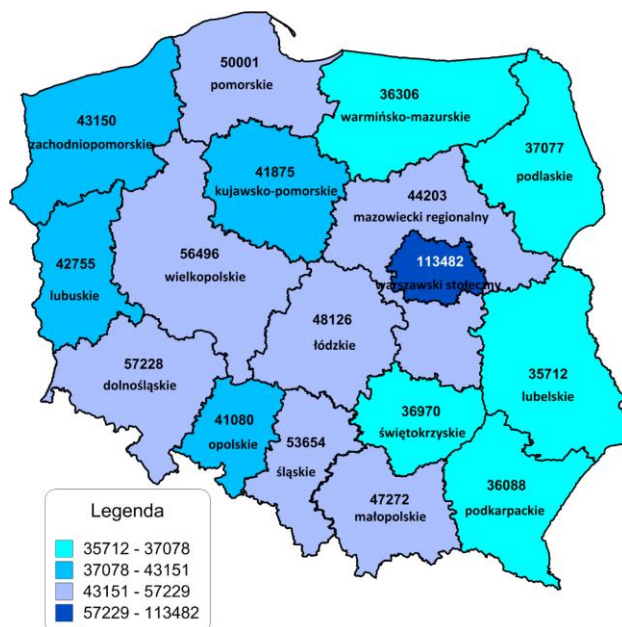 50001
pomorskie
36306
warmińsko-mazurskie
43150
zachodniopomorskie
37077
podlaskie
41875
kujawsko-pomorskie
44203
mazowiecki regionalny
42755
lubuskie
56496
wielkopolskie
113482
warszawski stołeczny
48126
łódzkie
57228
dolnośląskie
35712
lubelskie
41080
opolskie
53654
śląskie
36970
świętokrzyskie
47272
małopolskie
36088
podkarpackie
Legenda
35712 - 37078
37078 - 43151
43151 - 57229
57229 - 113482